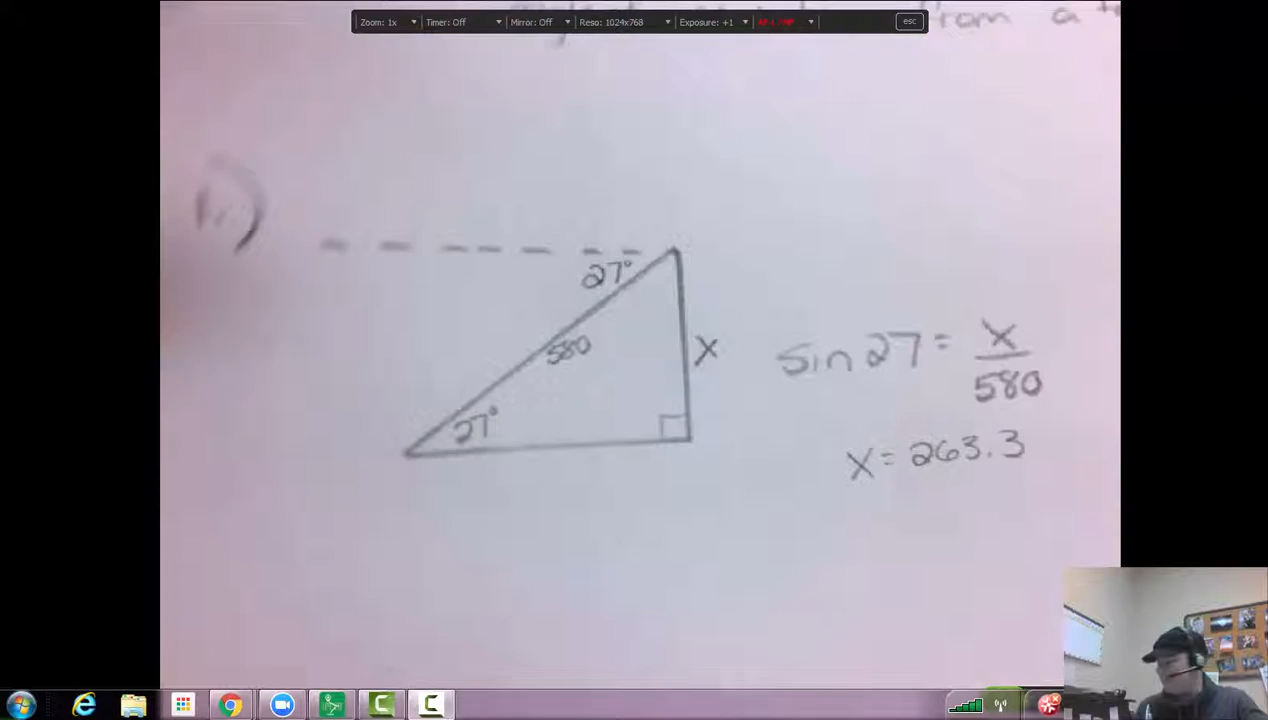 Zoom: 1x Timer: Off Mirror: Off Reso: 1024x768 Exposure: +1 esc
from a
27°
580
x
27°
sin 27 = x/580
x = 263.3